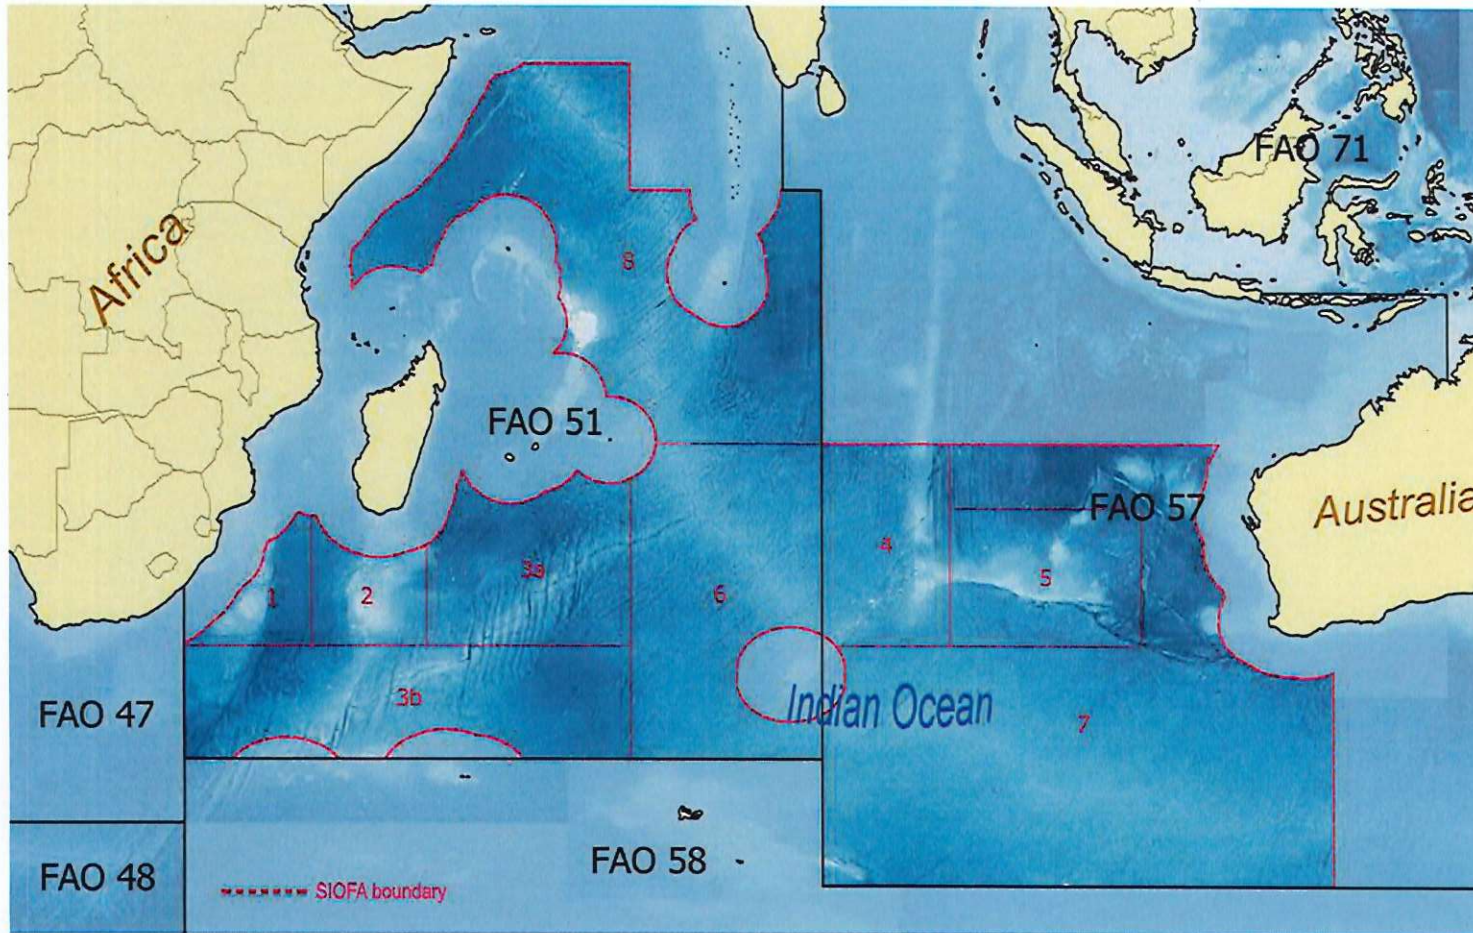 FAO 71
Africa
8
FAO 51
FAO 57
Australia
4
5
1
2
3a
6
3b
Indian Ocean
7
FAO 47
FAO 58
FAO 48
SIOFA boundary